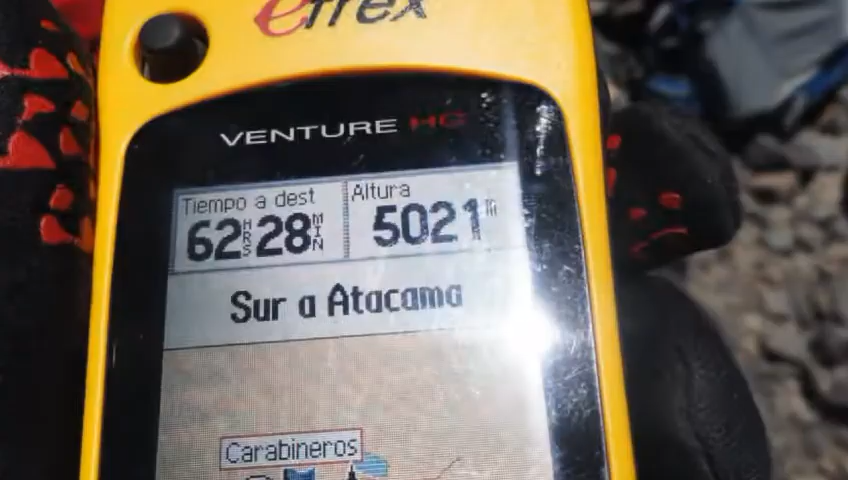 etrex
VENTURE HC
Tiempo a dest
62 HRS 28 MIN
Altura
5021 m
Sur a Atacama
Carabineros